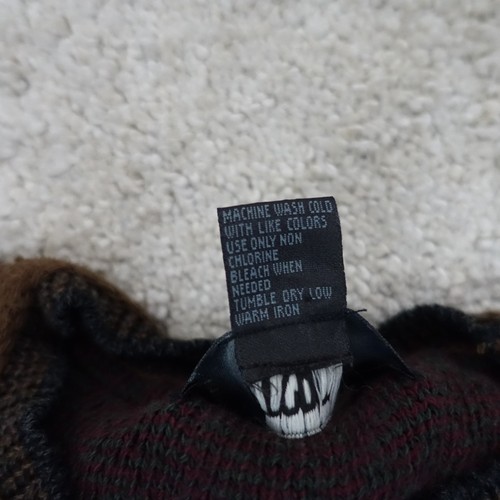 MACHINE WASH COLD
WITH LIKE COLORS
USE ONLY NON
CHLORINE
BLEACH WHEN
NEEDED
TUMBLE DRY LOW
WARM IRON